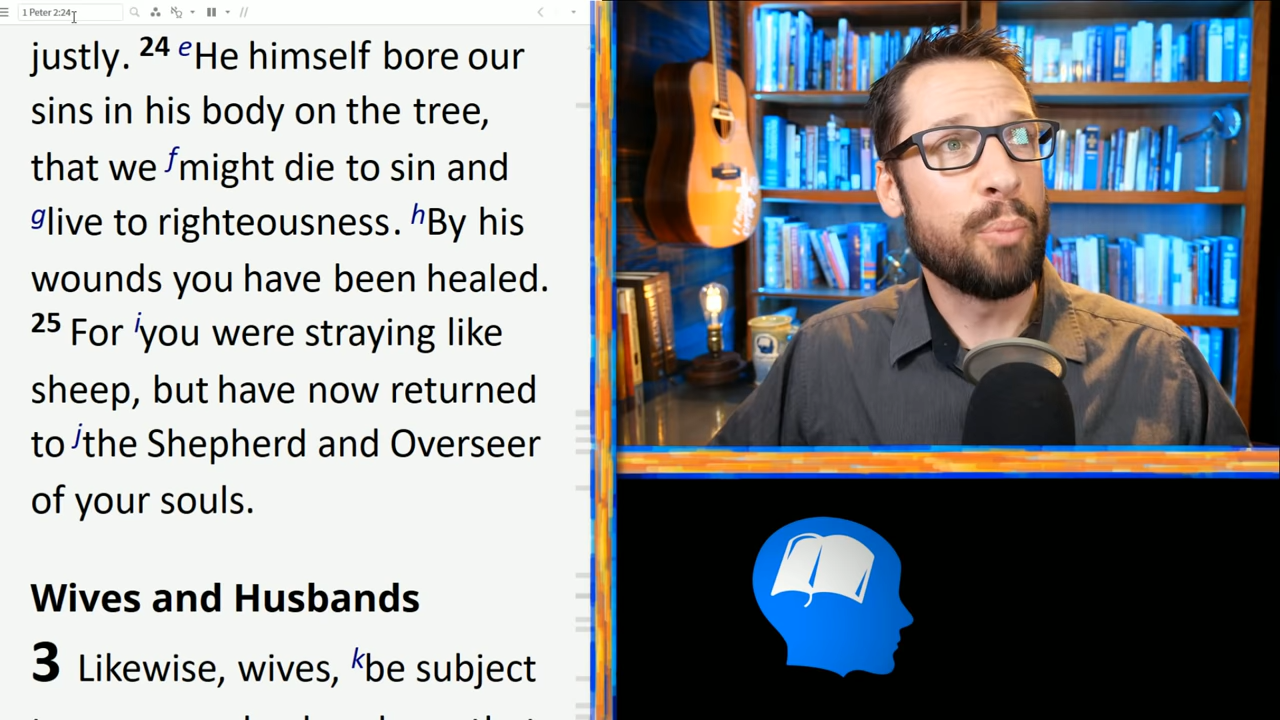 1 Peter 2:24
justly. 24 eHe himself bore our
sins in his body on the tree,
that we fmight die to sin and
glive to righteousness. hBy his
wounds you have been healed.
25 For iyou were straying like
sheep, but have now returned
to jthe Shepherd and Overseer
of your souls.
Wives and Husbands
3 Likewise, wives, kbe subject